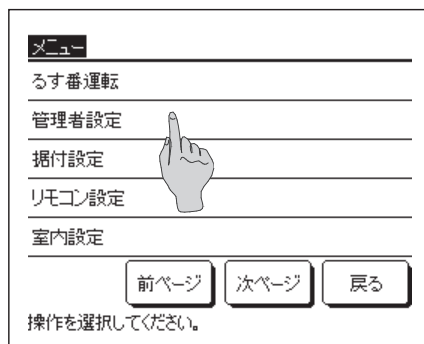 メニュー
るす番運転
管理者設定
据付設定
リモコン設定
室内設定
前ページ 次ページ 戻る
操作を選択してください。